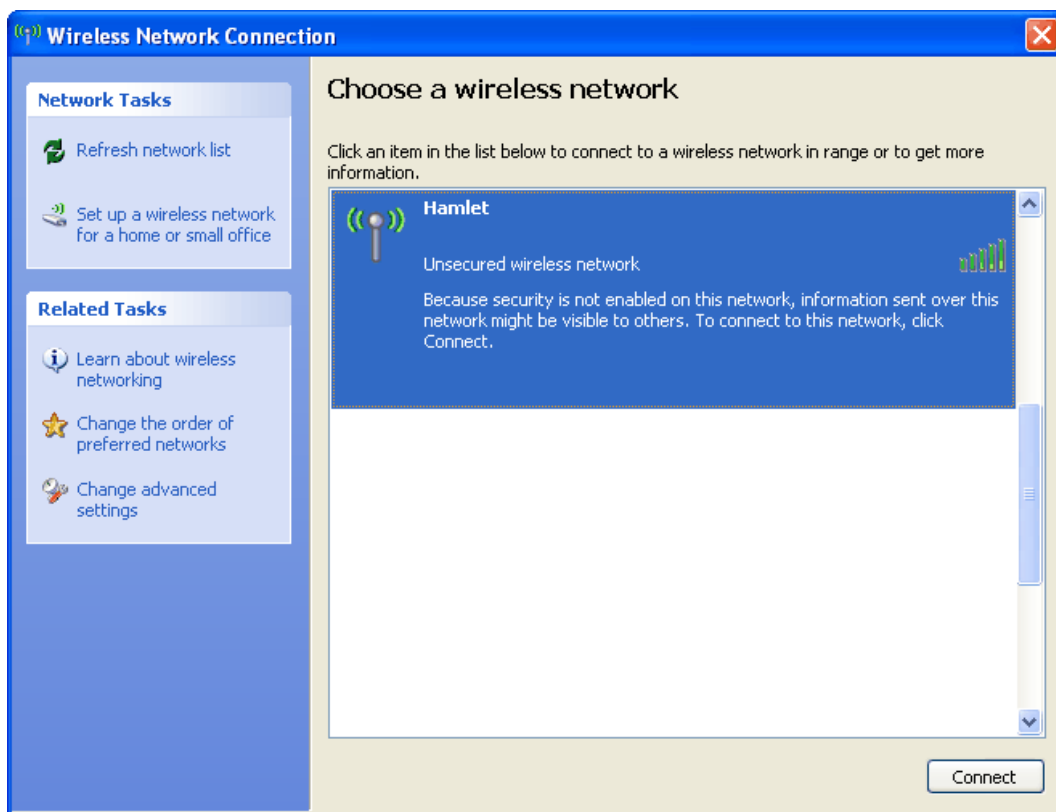 Wireless Network Connection
Network Tasks
Refresh network list
Set up a wireless network
for a home or small office
Related Tasks
Learn about wireless
networking
Change the order of
preferred networks
Change advanced
settings
Choose a wireless network
Click an item in the list below to connect to a wireless network in range or to get more
information.
Hamlet
Unsecured wireless network
Because security is not enabled on this network, information sent over this
network might be visible to others. To connect to this network, click
Connect.
Connect